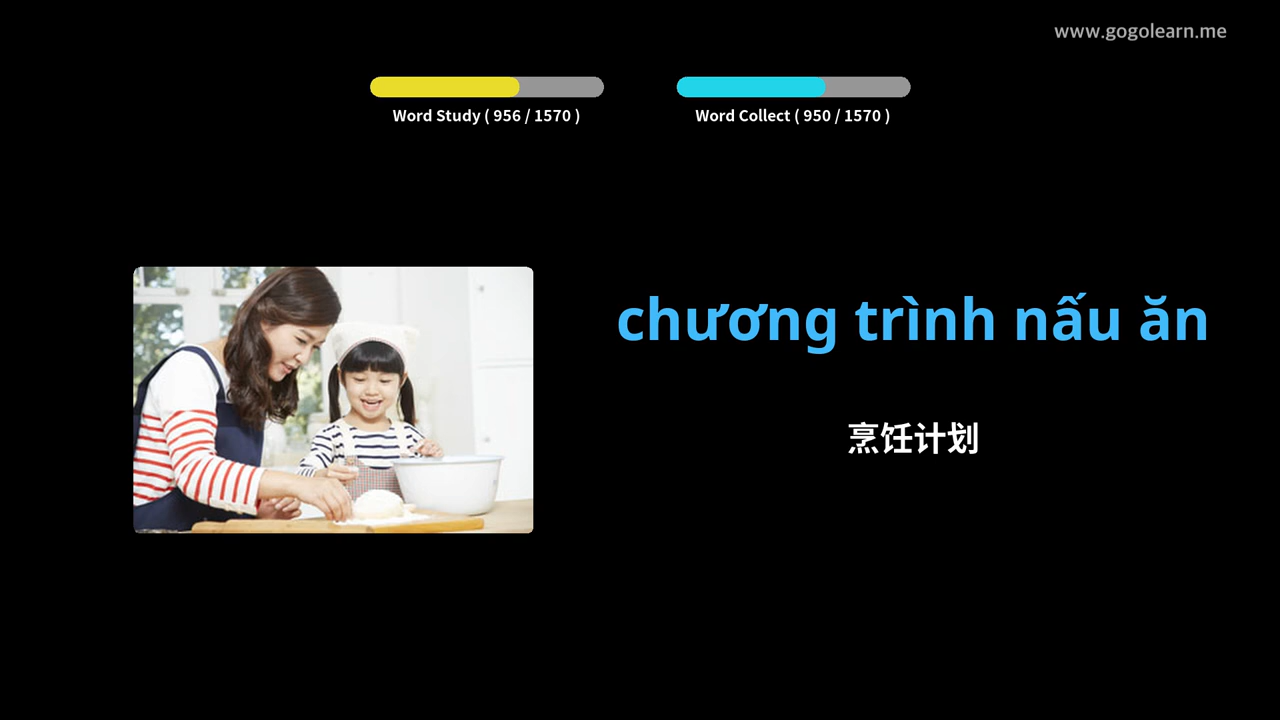 www.gogolearn.me
Word Study ( 956 / 1570 )
Word Collect ( 950 / 1570 )
chương trình nấu ăn
烹饪计划